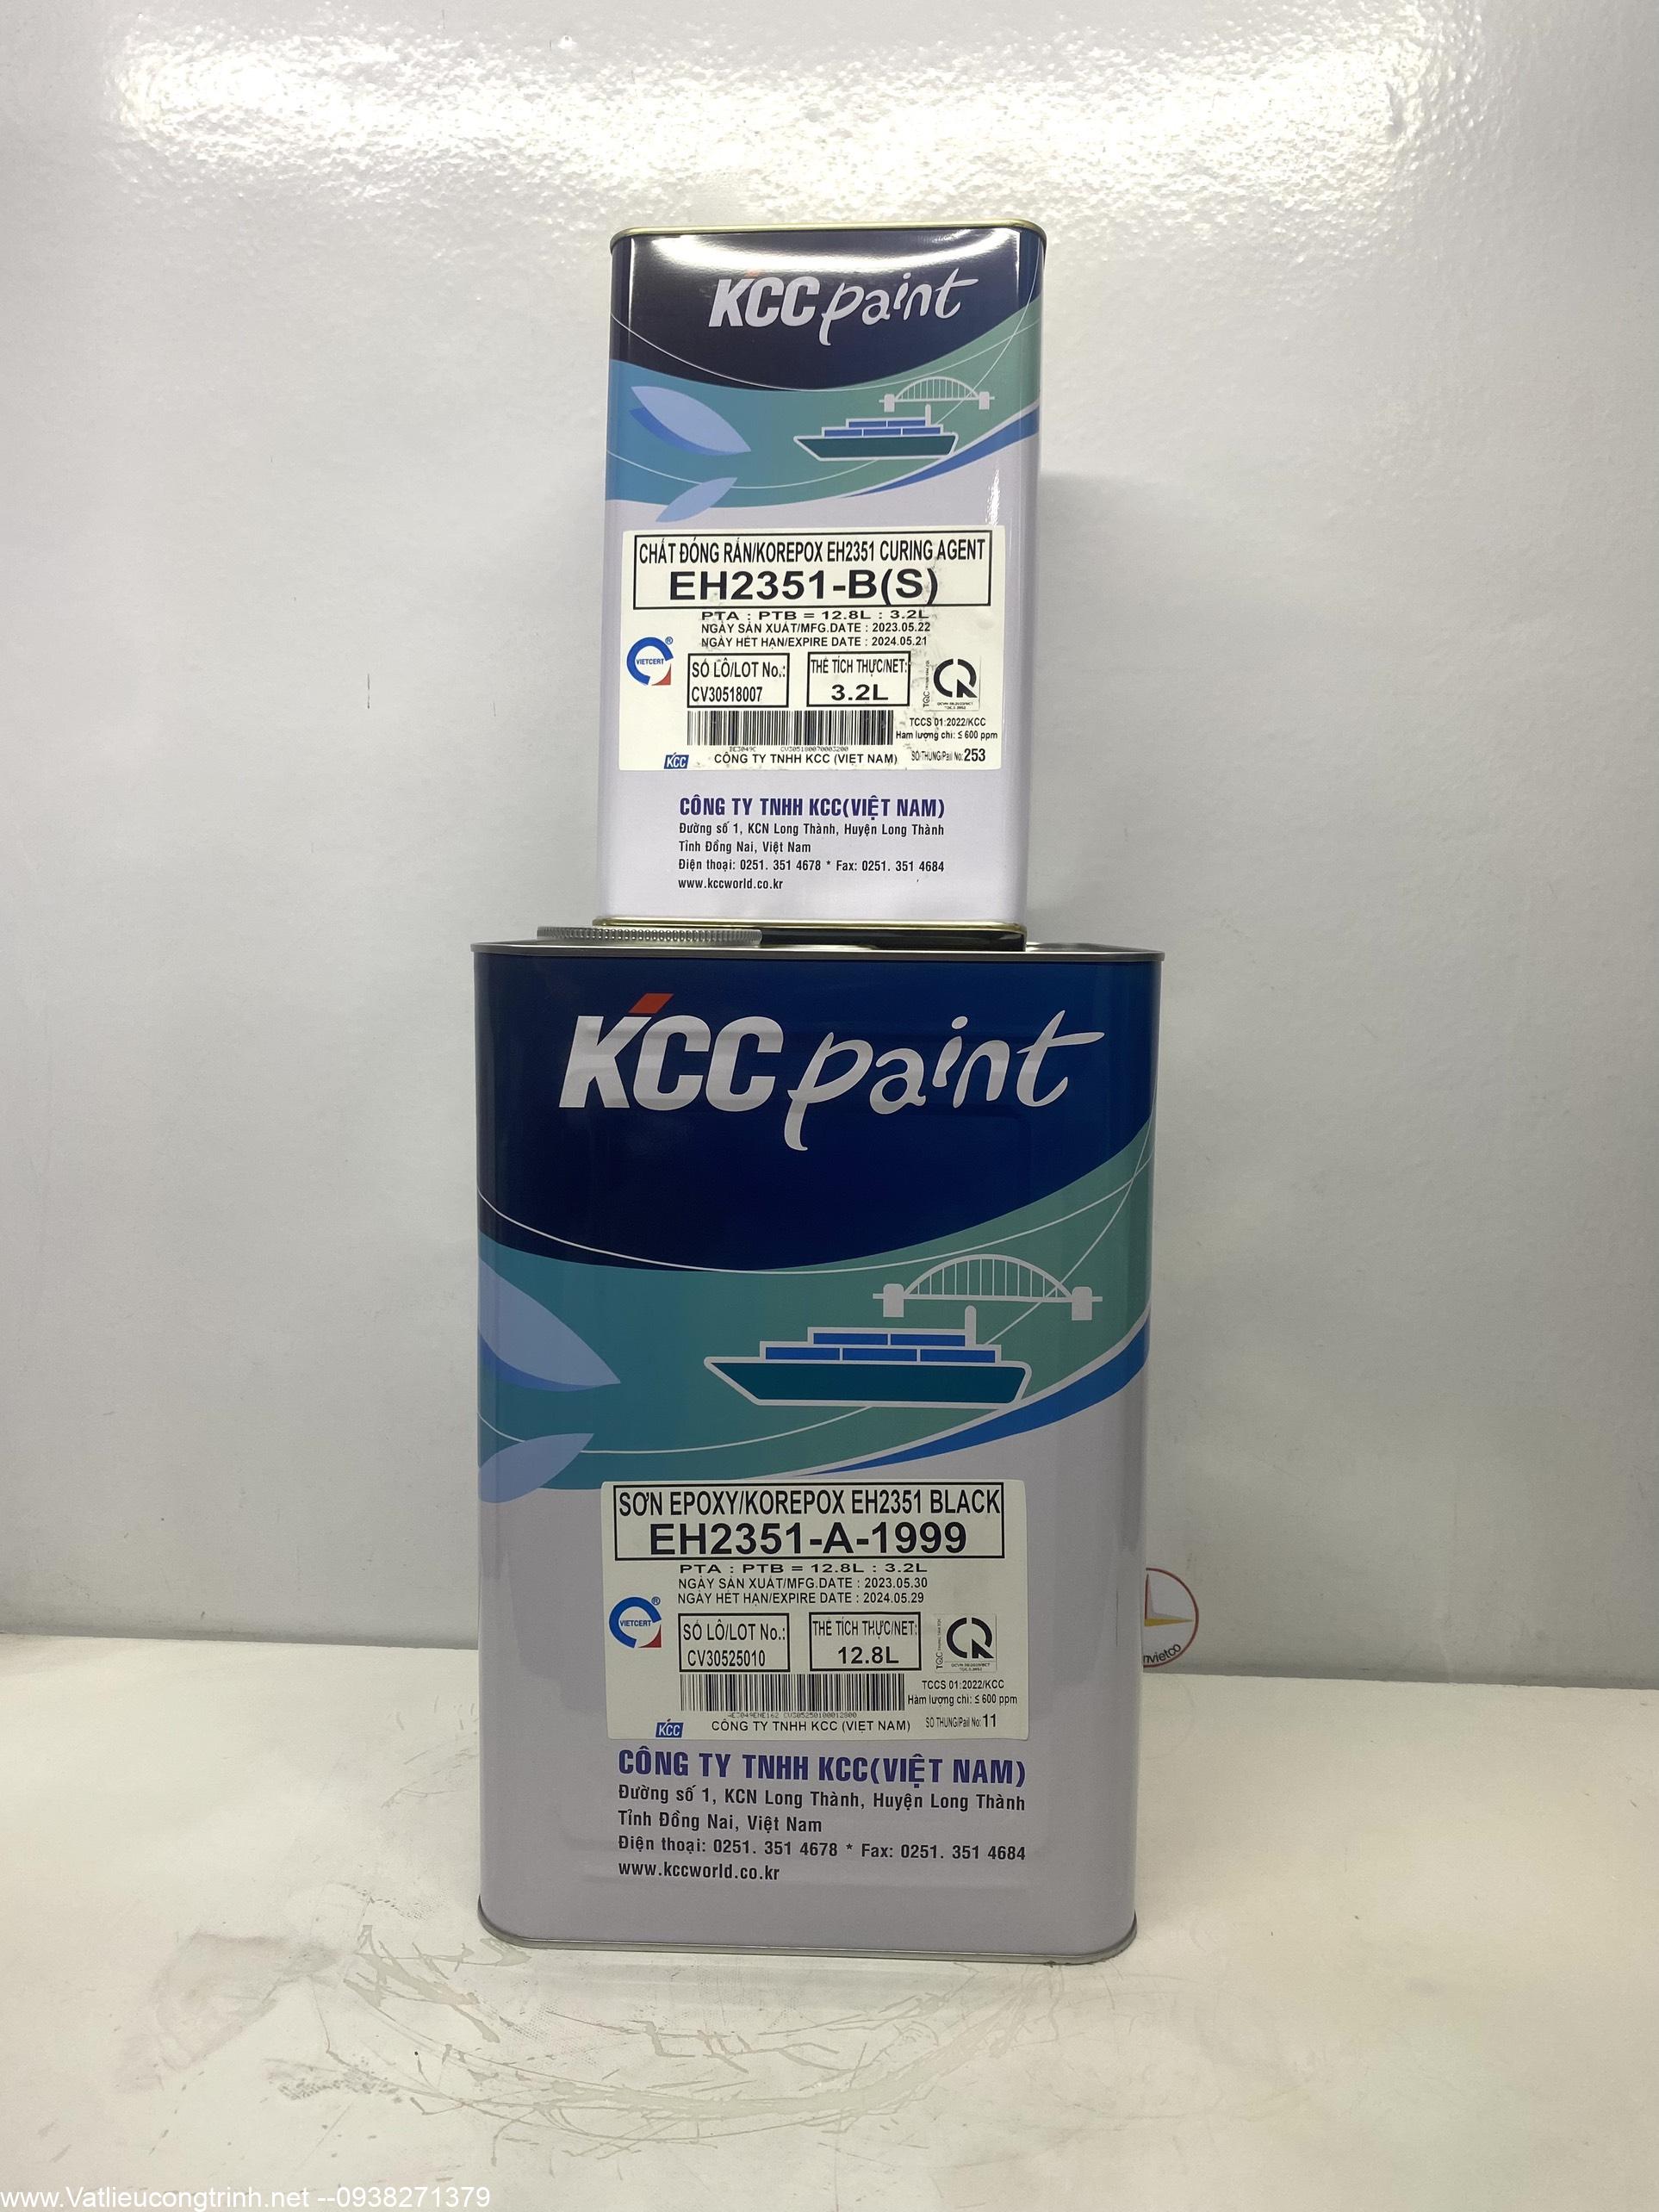 KCC paint
CHẤT ĐÓNG RẮN/KOREPOX EH2351 CURING AGENT
EH2351-B(S)
PTA : PTB = 12.8L : 3.2L
NGÀY SẢN XUẤT/MFG.DATE : 2023.05.22
NGÀY HẾT HẠN/EXPIRE DATE : 2024.05.21
VIETCERT ®
SỐ LÔ/LOT No.:
CV30518007
THỂ TÍCH THỰC/NET:
3.2L
TCCS 01:2022/KCC
Hàm lượng chì: ≤ 600 ppm
KCC
CÔNG TY TNHH KCC (VIỆT NAM)
SỐ THÙNG/Pail No: 253
CÔNG TY TNHH KCC(VIỆT NAM)
Đường số 1, KCN Long Thành, Huyện Long Thành
Tỉnh Đồng Nai, Việt Nam
Điện thoại: 0251. 351 4678 * Fax: 0251. 351 4684
www.kccworld.co.kr
KCC paint
SƠN EPOXY/KOREPOX EH2351 BLACK
EH2351-A-1999
PTA : PTB = 12.8L : 3.2L
NGÀY SẢN XUẤT/MFG.DATE : 2023.05.30
NGÀY HẾT HẠN/EXPIRE DATE : 2024.05.29
VIETCERT ®
SỐ LÔ/LOT No.:
CV30525010
THỂ TÍCH THỰC/NET:
12.8L
TCCS 01:2022/KCC
Hàm lượng chì: ≤ 600 ppm
KCC
CÔNG TY TNHH KCC (VIỆT NAM)
SỐ THÙNG/Pail No: 11
CÔNG TY TNHH KCC(VIỆT NAM)
Đường số 1, KCN Long Thành, Huyện Long Thành
Tỉnh Đồng Nai, Việt Nam
Điện thoại: 0251. 351 4678 * Fax: 0251. 351 4684
www.kccworld.co.kr
www.Vatlieucongtrinh.net --0938271379